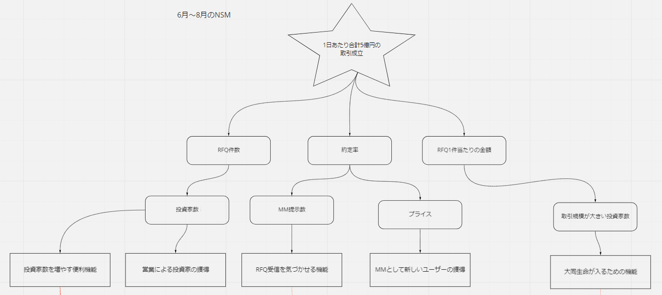 6月～8月のNSM
1日あたり合計5億円の
取引成立
RFQ件数
約定率
RFQ1件当たりの金額
投資家数
MM提示数
プライス
取引規模が大きい投資家数
投資家数を増やす便利機能
営業による投資家の獲得
RFQ受信を気づかせる機能
MMとして新しいユーザーの獲得
大同生命が入るための機能